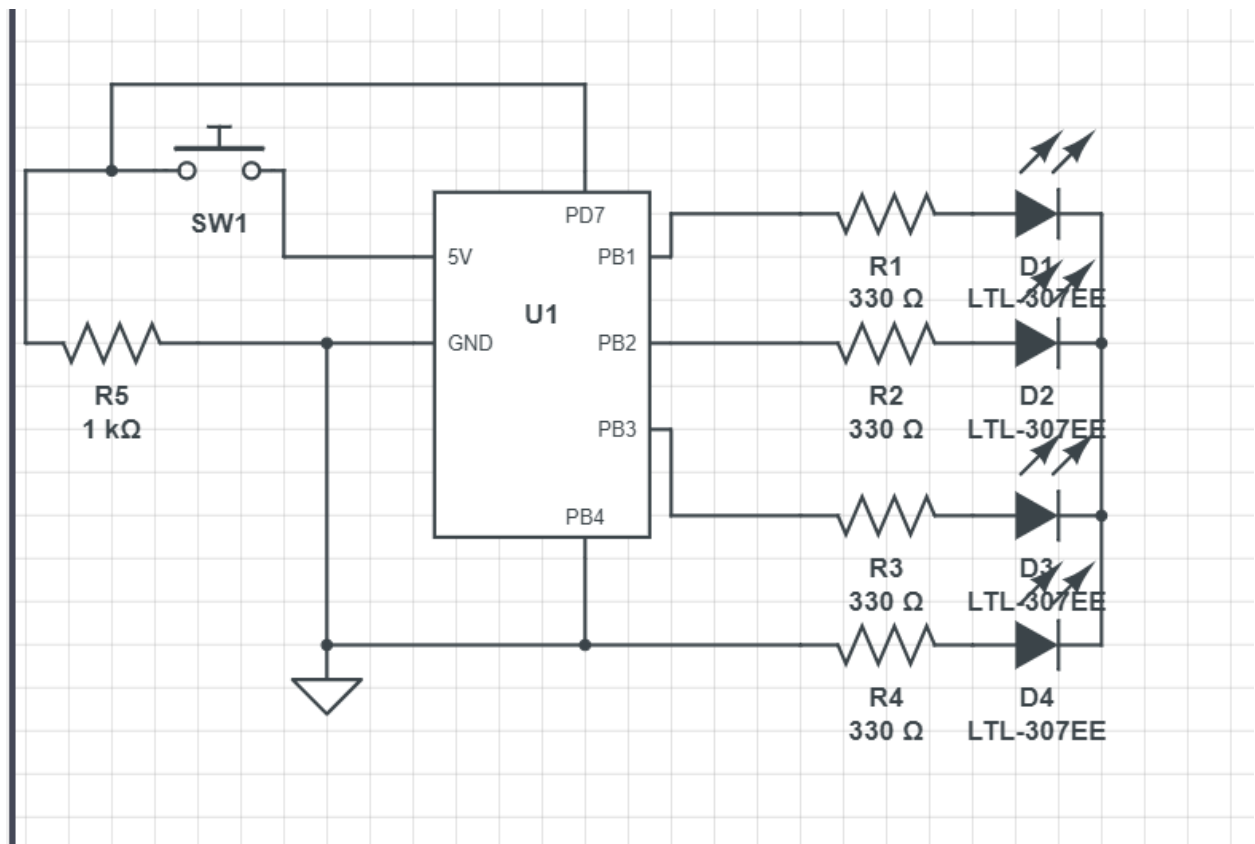 SW1
PD7
5V
PB1
U1
GND
PB2
PB3
PB4
R5
1 kΩ
R1
330 Ω
D1
LTL-307EE
R2
330 Ω
D2
LTL-307EE
R3
330 Ω
D3
LTL-307EE
R4
330 Ω
D4
LTL-307EE